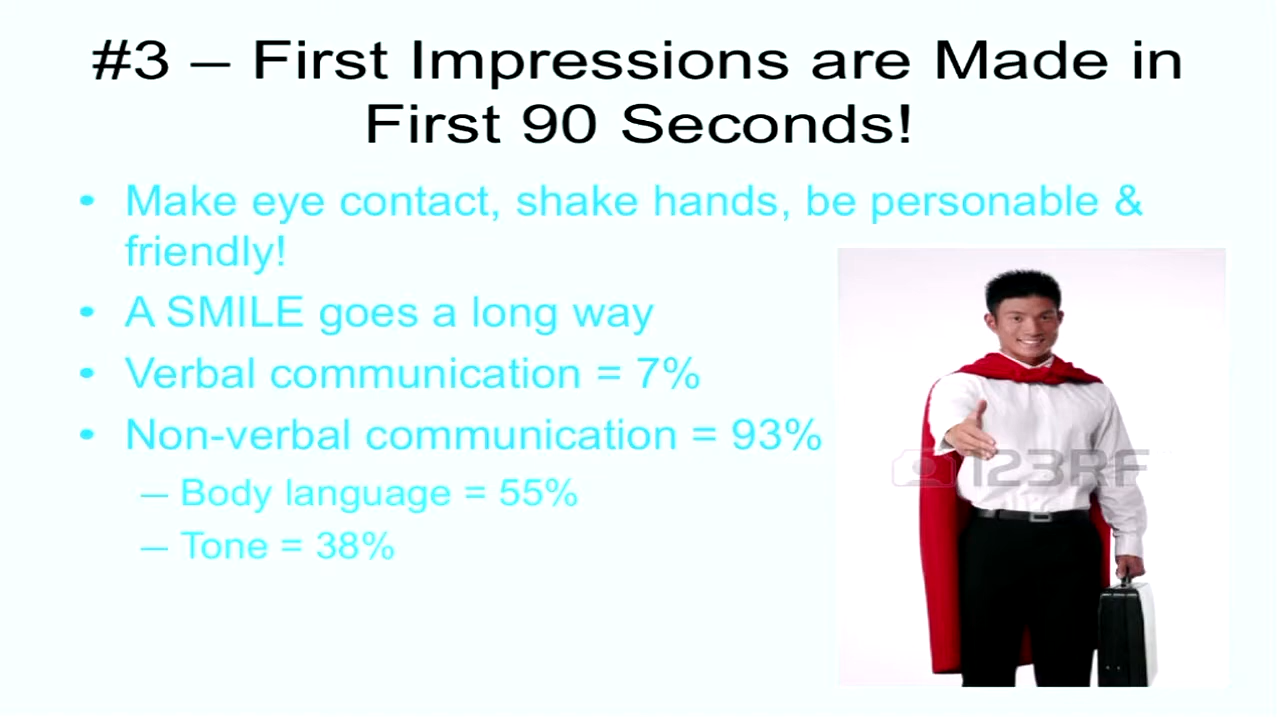 #3 – First Impressions are Made in
First 90 Seconds!
• Make eye contact, shake hands, be personable &
friendly!
• A SMILE goes a long way
• Verbal communication = 7%
• Non-verbal communication = 93%
– Body language = 55%
– Tone = 38%
123RF